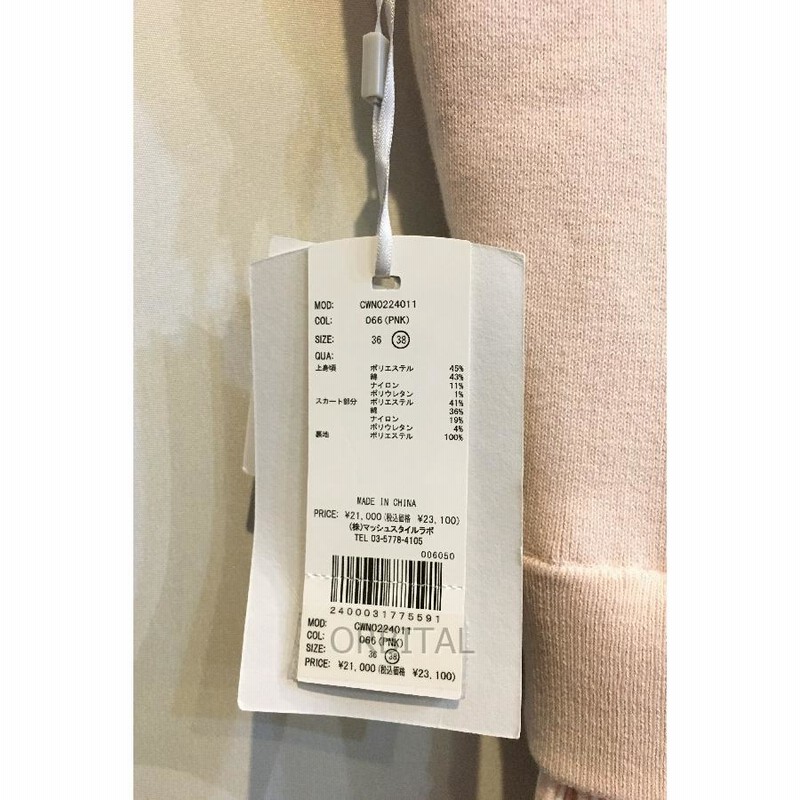 MOD: CWNO224011
COL: 066(PNK)
SIZE: 36 38
QUA:
上身頃 ポリエステル 45%
綿 43%
ナイロン 11%
ポリウレタン 1%
スカート部分 ポリエステル 41%
綿 36%
ナイロン 19%
ポリウレタン 4%
裏地 ポリエステル 100%
MADE IN CHINA
PRICE: ¥21,000(税込価格 ¥23,100)
(株)マッシュスタイルラボ
TEL 03-5778-4105
006050
2400031775591
MOD: CWNO224011
COL: 066(PNK)
ORBITAL
SIZE: 36 38
PRICE: ¥21,000(税込価格 ¥23,100)